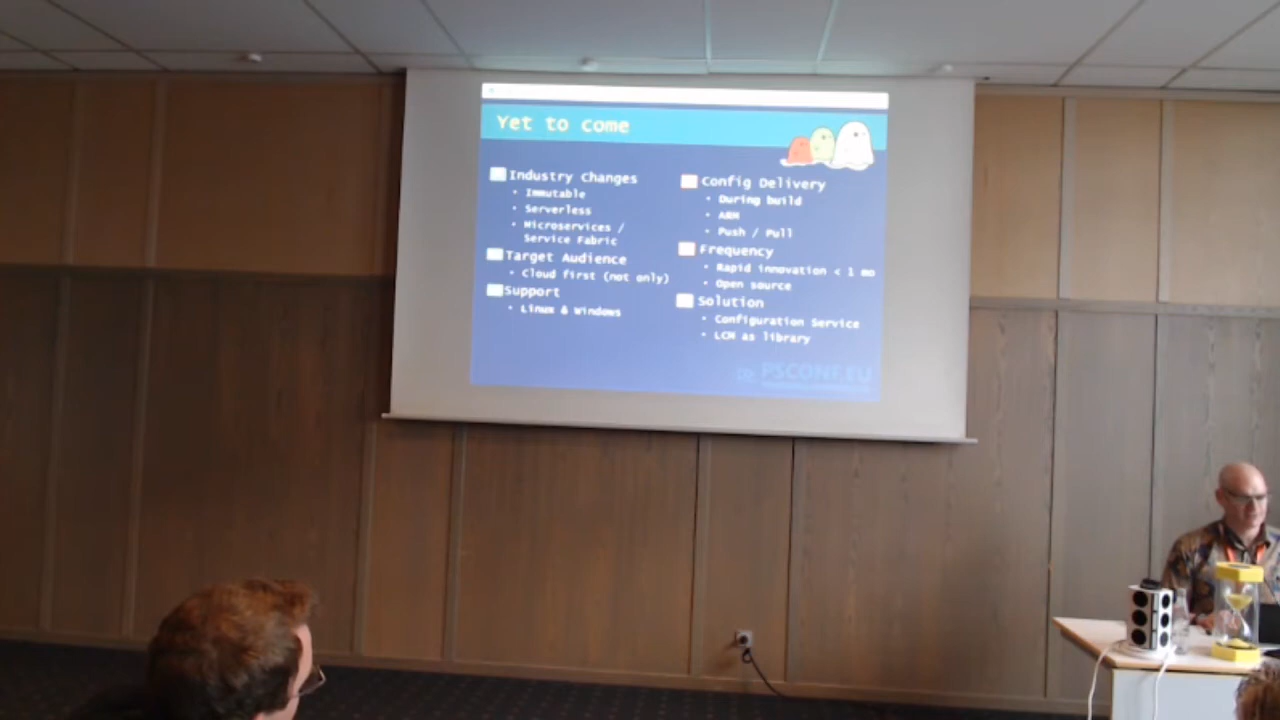 Yet to come
Industry Changes
• Immutable
• Serverless
• Microservices /
Service Fabric
Target Audience
• Cloud first (not only)
Support
• Linux & Windows
Config Delivery
• During build
• ARM
• Push / Pull
Frequency
• Rapid innovation < 1 mo
• Open source
Solution
• Configuration Service
• LCM as library
PSCONF.EU